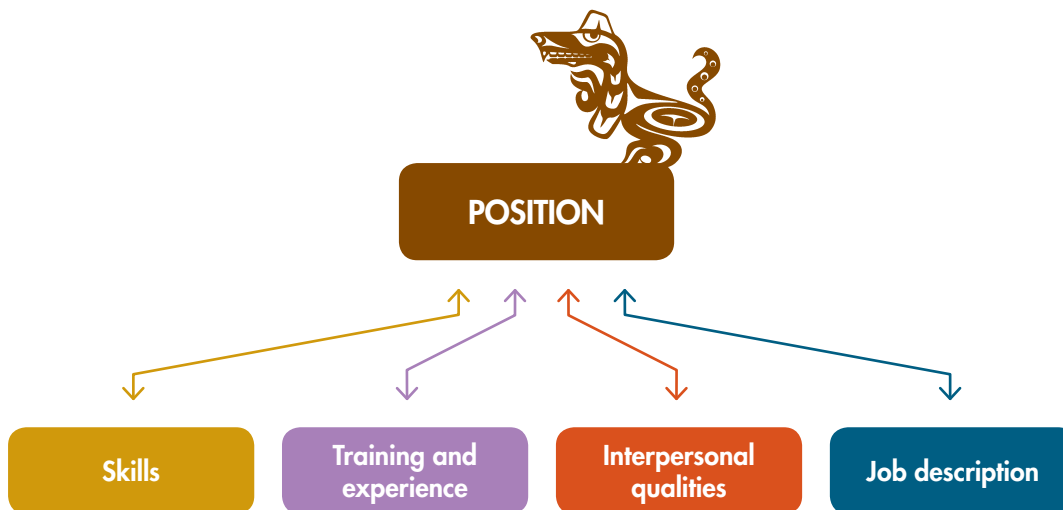 POSITION
Skills
Training and
experience
Interpersonal
qualities
Job description